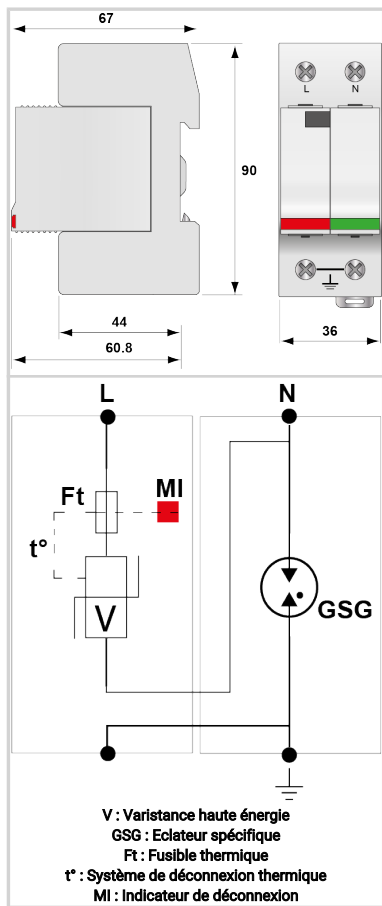 67
L N
90
44
60.8
36
L N
Ft MI
t°
V
GSG
V : Varistance haute énergie
GSG : Eclateur spécifique
Ft : Fusible thermique
t° : Système de déconnexion thermique
MI : Indicateur de déconnexion